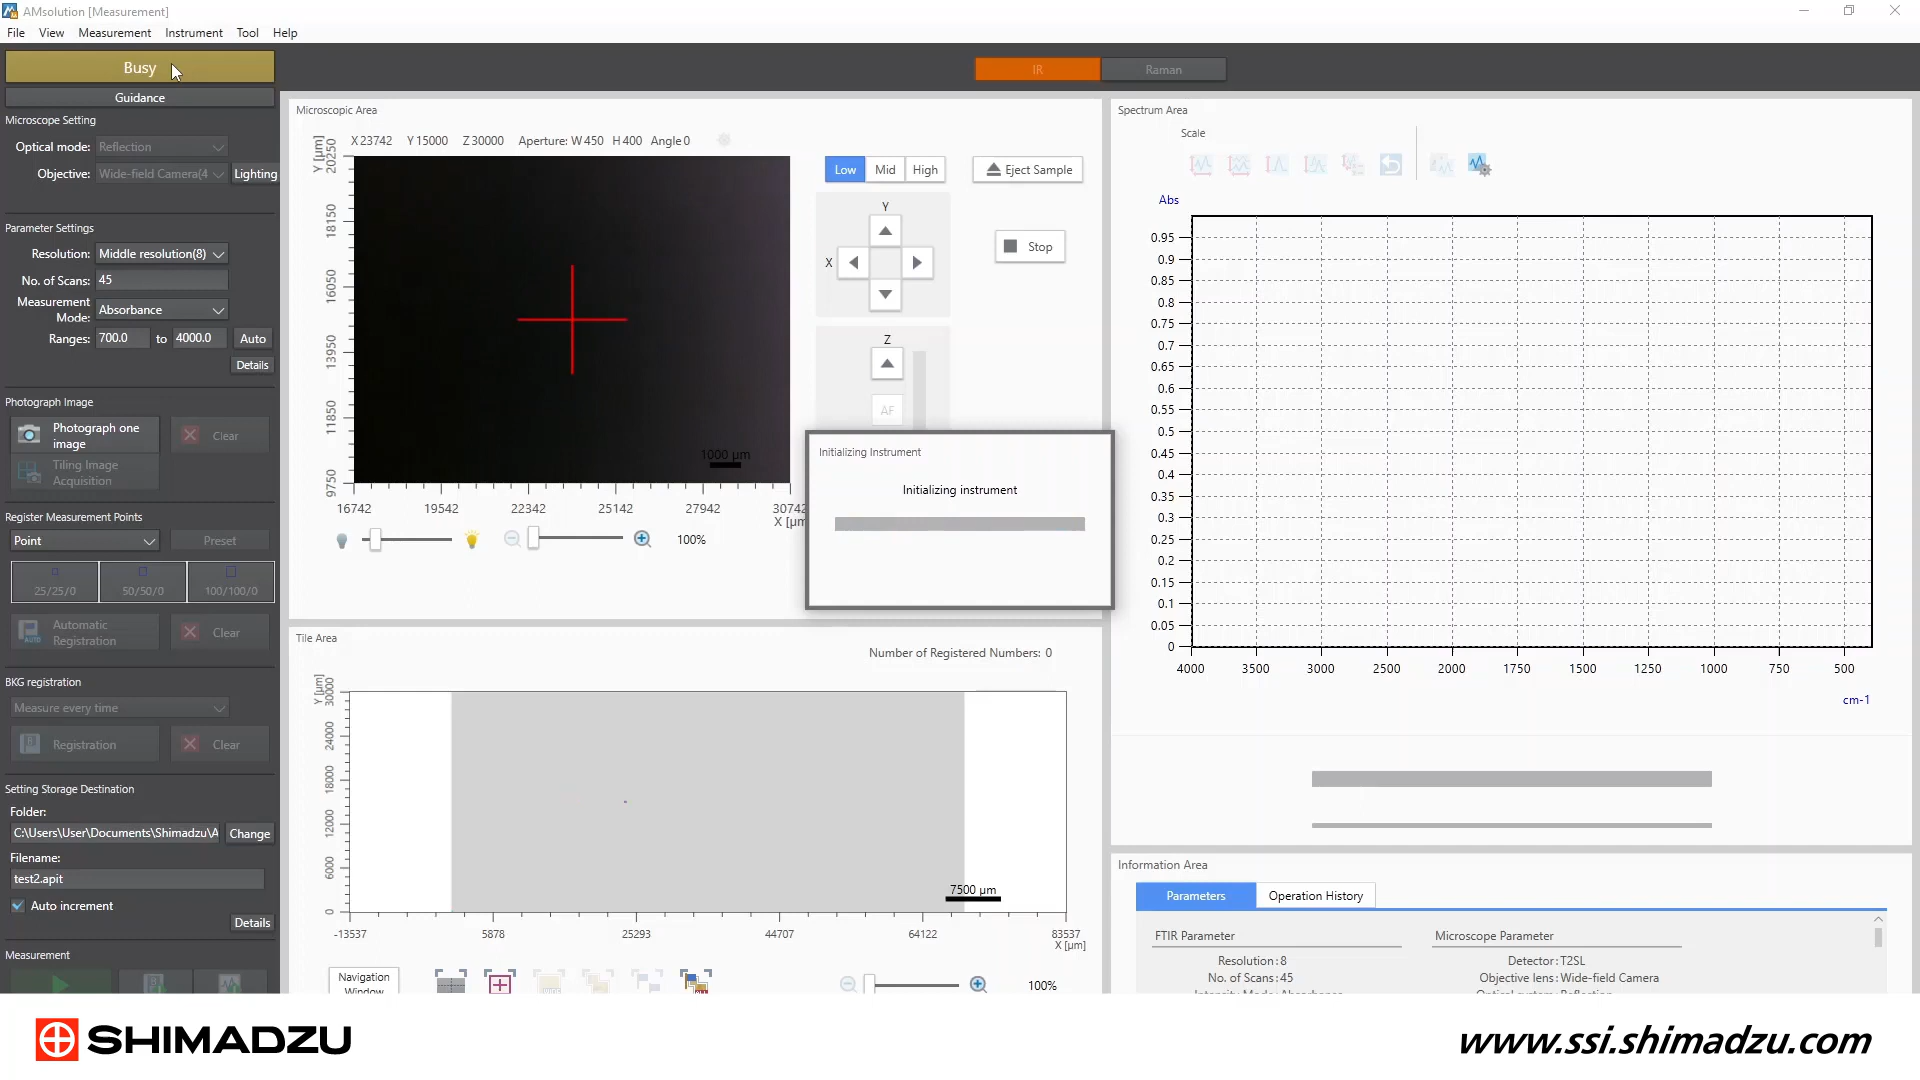 AMsolution [Measurement]
File View Measurement Instrument Tool Help
Busy
Guidance
IR Raman
Microscope Setting
Optical mode: Reflection
Objective: Wide-field Camera(4 Lighting
Parameter Settings
Resolution: Middle resolution(8)
No. of Scans: 45
Measurement
Mode: Absorbance
Ranges: 700.0 to 4000.0 Auto
Details
Photograph Image
Photograph one
image
Clear
Tiling Image
Acquisition
Register Measurement Points
Point Preset
25/25/0 50/50/0 100/100/0
Automatic
Registration
Clear
BKG registration
Measure every time
Registration Clear
Setting Storage Destination
Folder:
C:\Users\User\Documents\Shimadzu\A Change
Filename:
test2.apit
Auto increment
Details
Measurement
Microscopic Area
X 23742 Y 15000 Z 30000 Aperture: W 450 H 400 Angle 0
Y [µm]
20250
18150
16050
13950
11850
9750
1000 µm
16742 19542 22342 25142 27942 30742
X [µm
100%
Low Mid High
Eject Sample
Y
X
Stop
Z
AF
Initializing Instrument
Initializing instrument
Tile Area
Number of Registered Numbers: 0
Y [µm]
30000
24000
18000
12000
6000
0
7500 µm
-13537 5878 25293 44707 64122 83537
X [µm]
Navigation
Window
100%
Spectrum Area
Scale
Abs
0.95
0.9
0.85
0.8
0.75
0.7
0.65
0.6
0.55
0.5
0.45
0.4
0.35
0.3
0.25
0.2
0.15
0.1
0.05
0
4000 3500 3000 2500 2000 1750 1500 1250 1000 750 500
cm-1
Information Area
Parameters Operation History
FTIR Parameter Microscope Parameter
Resolution: 8 Detector: T2SL
No. of Scans: 45 Objective lens: Wide-field Camera
SHIMADZU
www.ssi.shimadzu.com